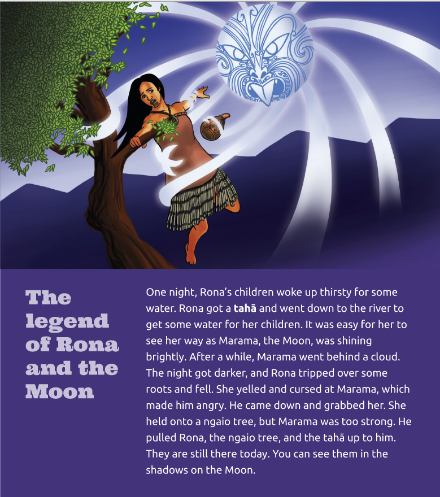 The
legend
of Rona
and the
Moon
One night, Rona's children woke up thirsty for some
water. Rona got a tahā and went down to the river to
get some water for her children. It was easy for her to
see her way as Marama, the Moon, was shining
brightly. After a while, Marama went behind a cloud.
The night got darker, and Rona tripped over some
roots and fell. She yelled and cursed at Marama, which
made him angry. He came down and grabbed her. She
held onto a ngaio tree, but Marama was too strong. He
pulled Rona, the ngaio tree, and the tahā up to him.
They are still there today. You can see them in the
shadows on the Moon.